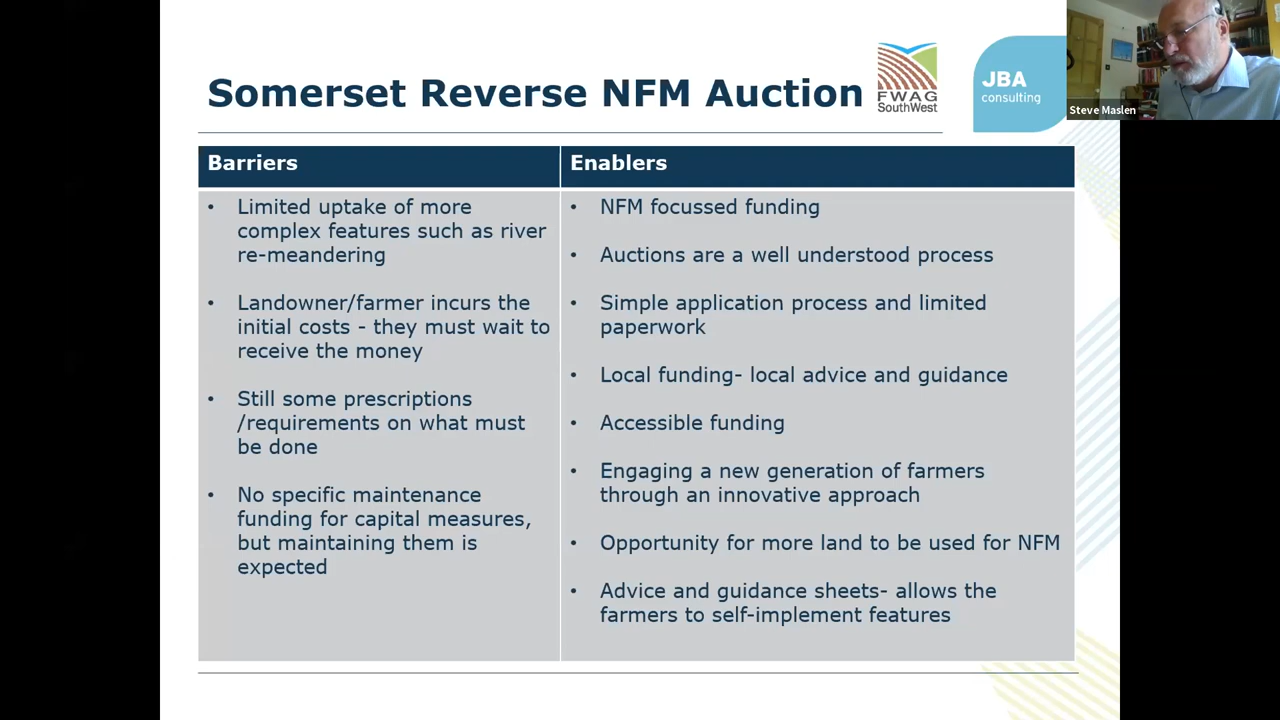 Somerset Reverse NFM Auction
FWAG
SouthWest
JBA
consulting
Steve Maslen
Barriers
Enablers
• Limited uptake of more
complex features such as river
re-meandering
• Landowner/farmer incurs the
initial costs - they must wait to
receive the money
• Still some prescriptions
/requirements on what must
be done
• No specific maintenance
funding for capital measures,
but maintaining them is
expected
• NFM focussed funding
• Auctions are a well understood process
• Simple application process and limited
paperwork
• Local funding- local advice and guidance
• Accessible funding
• Engaging a new generation of farmers
through an innovative approach
• Opportunity for more land to be used for NFM
• Advice and guidance sheets- allows the
farmers to self-implement features